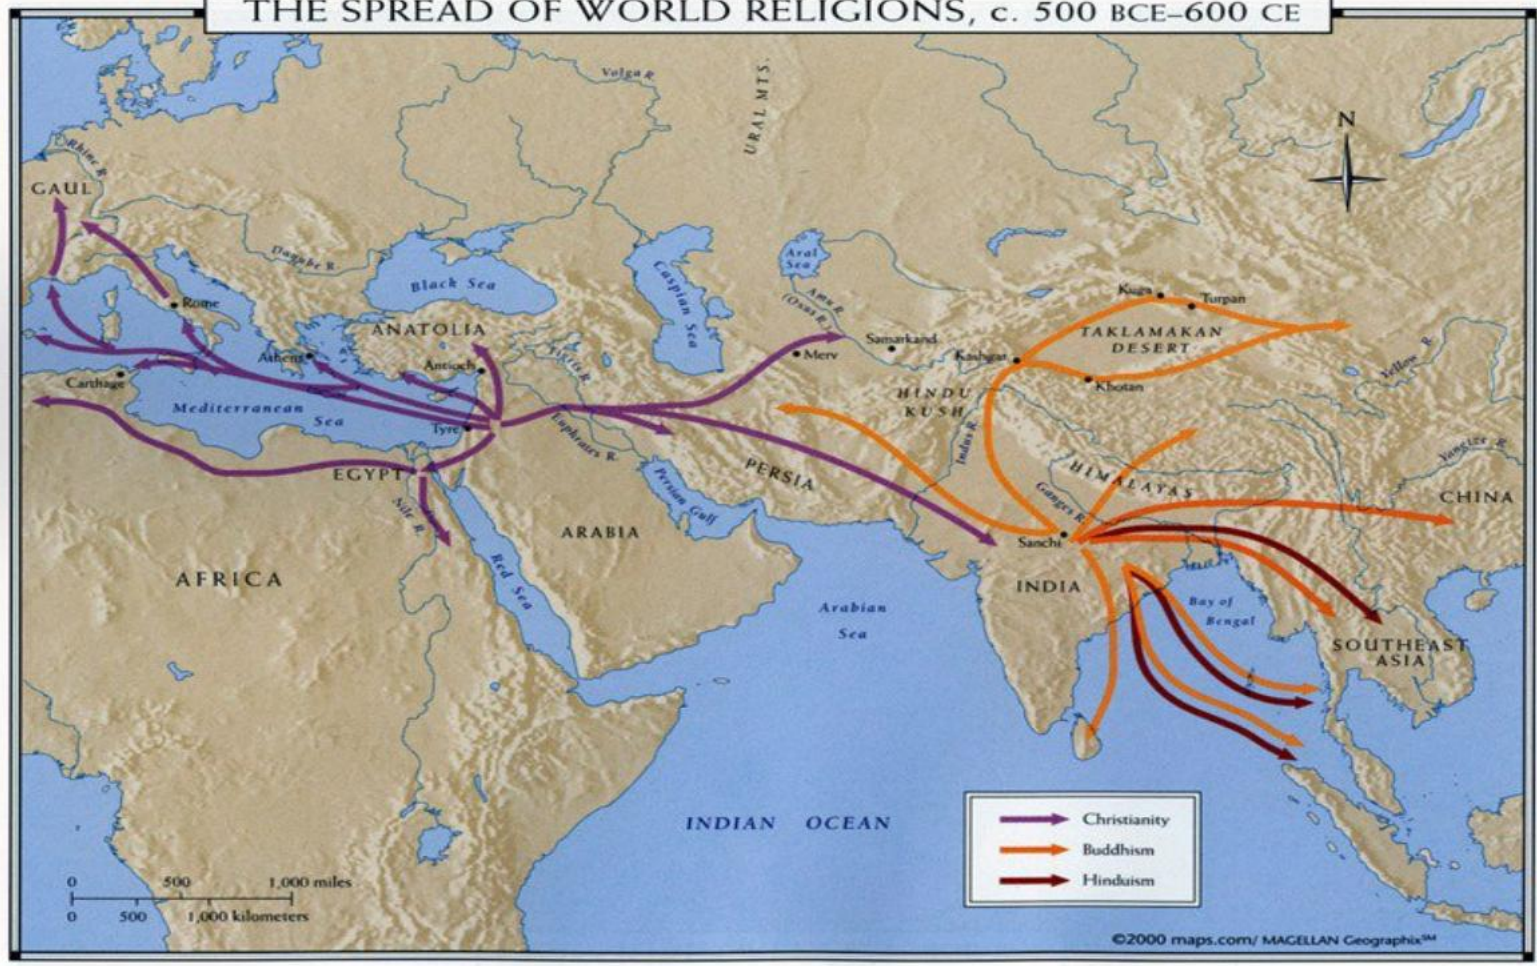 THE SPREAD OF WORLD RELIGIONS, c. 500 BCE–600 CE
Volga R.
URAL MTS.
N
Rhine R.
GAUL
Danube R.
Aral
Sea
Caspian Sea
Black Sea
Kuga
Turpan
Rome
Amu R.
(Oxus R.)
ANATOLIA
TAKLAMAKAN
DESERT
Samarkand
Athens
Tigris R.
Merv
Kashgar
Yellow R.
Antioch
Carthage
Khotan
HINDU
KUSH
Mediterranean
Sea
Tyre
Euphrates R.
Indus R.
Yangtze R.
EGYPT
PERSIA
HIMALAYAS
Persian Gulf
Ganges R.
CHINA
Nile R.
ARABIA
Sanchi
AFRICA
Red Sea
INDIA
Arabian
Sea
Bay of
Bengal
SOUTHEAST
ASIA
INDIAN OCEAN
Christianity
Buddhism
Hinduism
0 500 1,000 miles
0 500 1,000 kilometers
©2000 maps.com/ MAGELLAN Geographix℠